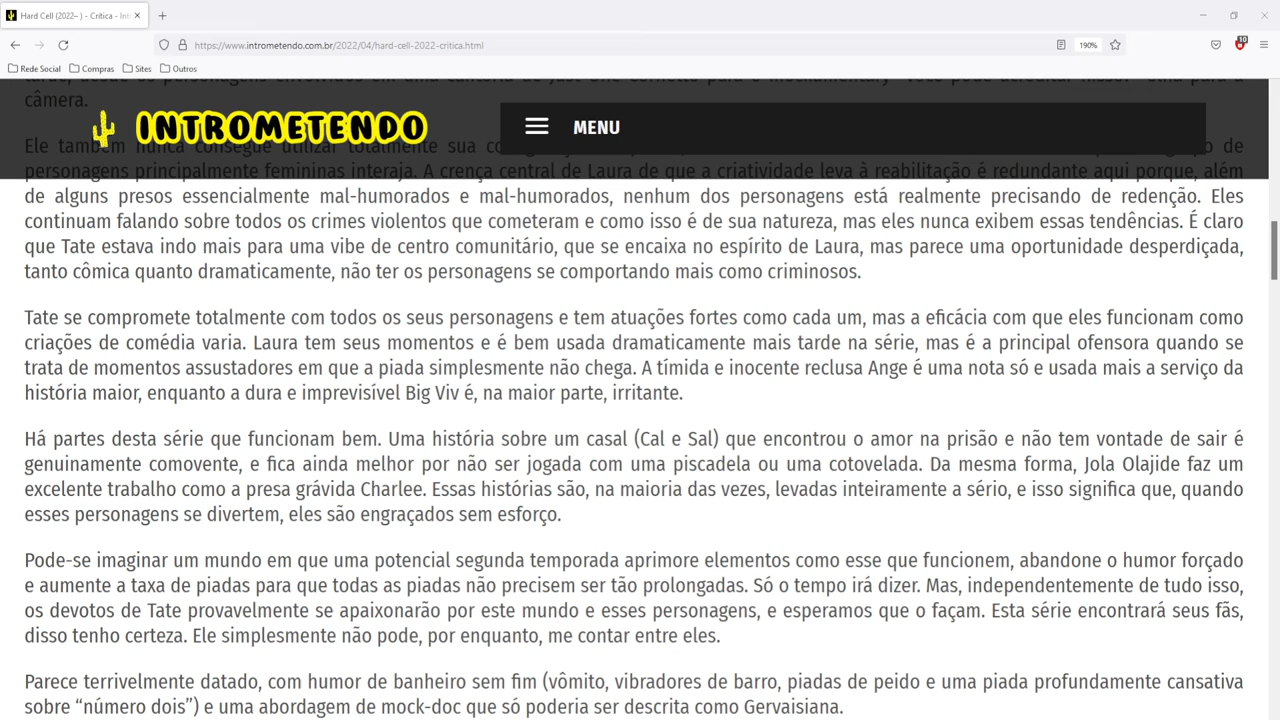 Hard Cell (2022– ) - Crítica - Int
https://www.intrometendo.com.br/2022/04/hard-cell-2022-critica.html
190%
10
Rede Social
Compras
Sites
Outros
câmera.
INTROMETENDO
MENU
Ele também nunca consegue utilizar totalmente sua de
personagens principalmente femininas interaja. A crença central de Laura de que a criatividade leva à reabilitação é redundante aqui porque, além
de alguns presos essencialmente mal-humorados e mal-humorados, nenhum dos personagens está realmente precisando de redenção. Eles
continuam falando sobre todos os crimes violentos que cometeram e como isso é de sua natureza, mas eles nunca exibem essas tendências. É claro
que Tate estava indo mais para uma vibe de centro comunitário, que se encaixa no espírito de Laura, mas parece uma oportunidade desperdiçada,
tanto cômica quanto dramaticamente, não ter os personagens se comportando mais como criminosos.
Tate se compromete totalmente com todos os seus personagens e tem atuações fortes como cada um, mas a eficácia com que eles funcionam como
criações de comédia varia. Laura tem seus momentos e é bem usada dramaticamente mais tarde na série, mas é a principal ofensora quando se
trata de momentos assustadores em que a piada simplesmente não chega. A tímida e inocente reclusa Ange é uma nota só e usada mais a serviço da
história maior, enquanto a dura e imprevisível Big Viv é, na maior parte, irritante.
Há partes desta série que funcionam bem. Uma história sobre um casal (Cal e Sal) que encontrou o amor na prisão e não tem vontade de sair é
genuinamente comovente, e fica ainda melhor por não ser jogada com uma piscadela ou uma cotovelada. Da mesma forma, Jola Olajide faz um
excelente trabalho como a presa grávida Charlee. Essas histórias são, na maioria das vezes, levadas inteiramente a sério, e isso significa que, quando
esses personagens se divertem, eles são engraçados sem esforço.
Pode-se imaginar um mundo em que uma potencial segunda temporada aprimore elementos como esse que funcionem, abandone o humor forçado
e aumente a taxa de piadas para que todas as piadas não precisem ser tão prolongadas. Só o tempo irá dizer. Mas, independentemente de tudo isso,
os devotos de Tate provavelmente se apaixonarão por este mundo e esses personagens, e esperamos que o façam. Esta série encontrará seus fãs,
disso tenho certeza. Ele simplesmente não pode, por enquanto, me contar entre eles.
Parece terrivelmente datado, com humor de banheiro sem fim (vômito, vibradores de barro, piadas de peido e uma piada profundamente cansativa
sobre “número dois”) e uma abordagem de mock-doc que só poderia ser descrita como Gervaisiana.